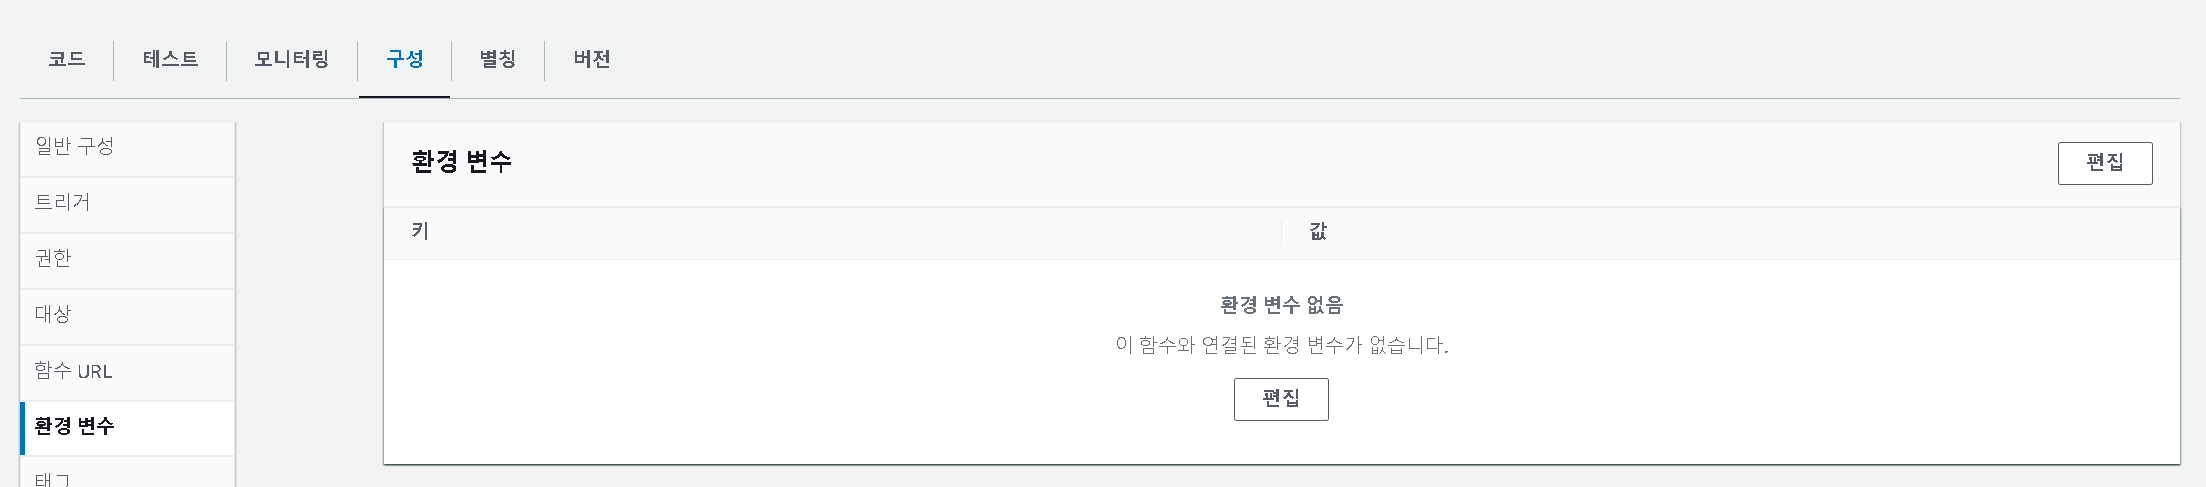 코드 테스트 모니터링 구성 별칭 버전
일반 구성
트리거
권한
대상
함수 URL
환경 변수
태그
환경 변수 편집
키 값
환경 변수 없음
이 함수와 연결된 환경 변수가 없습니다.
편집